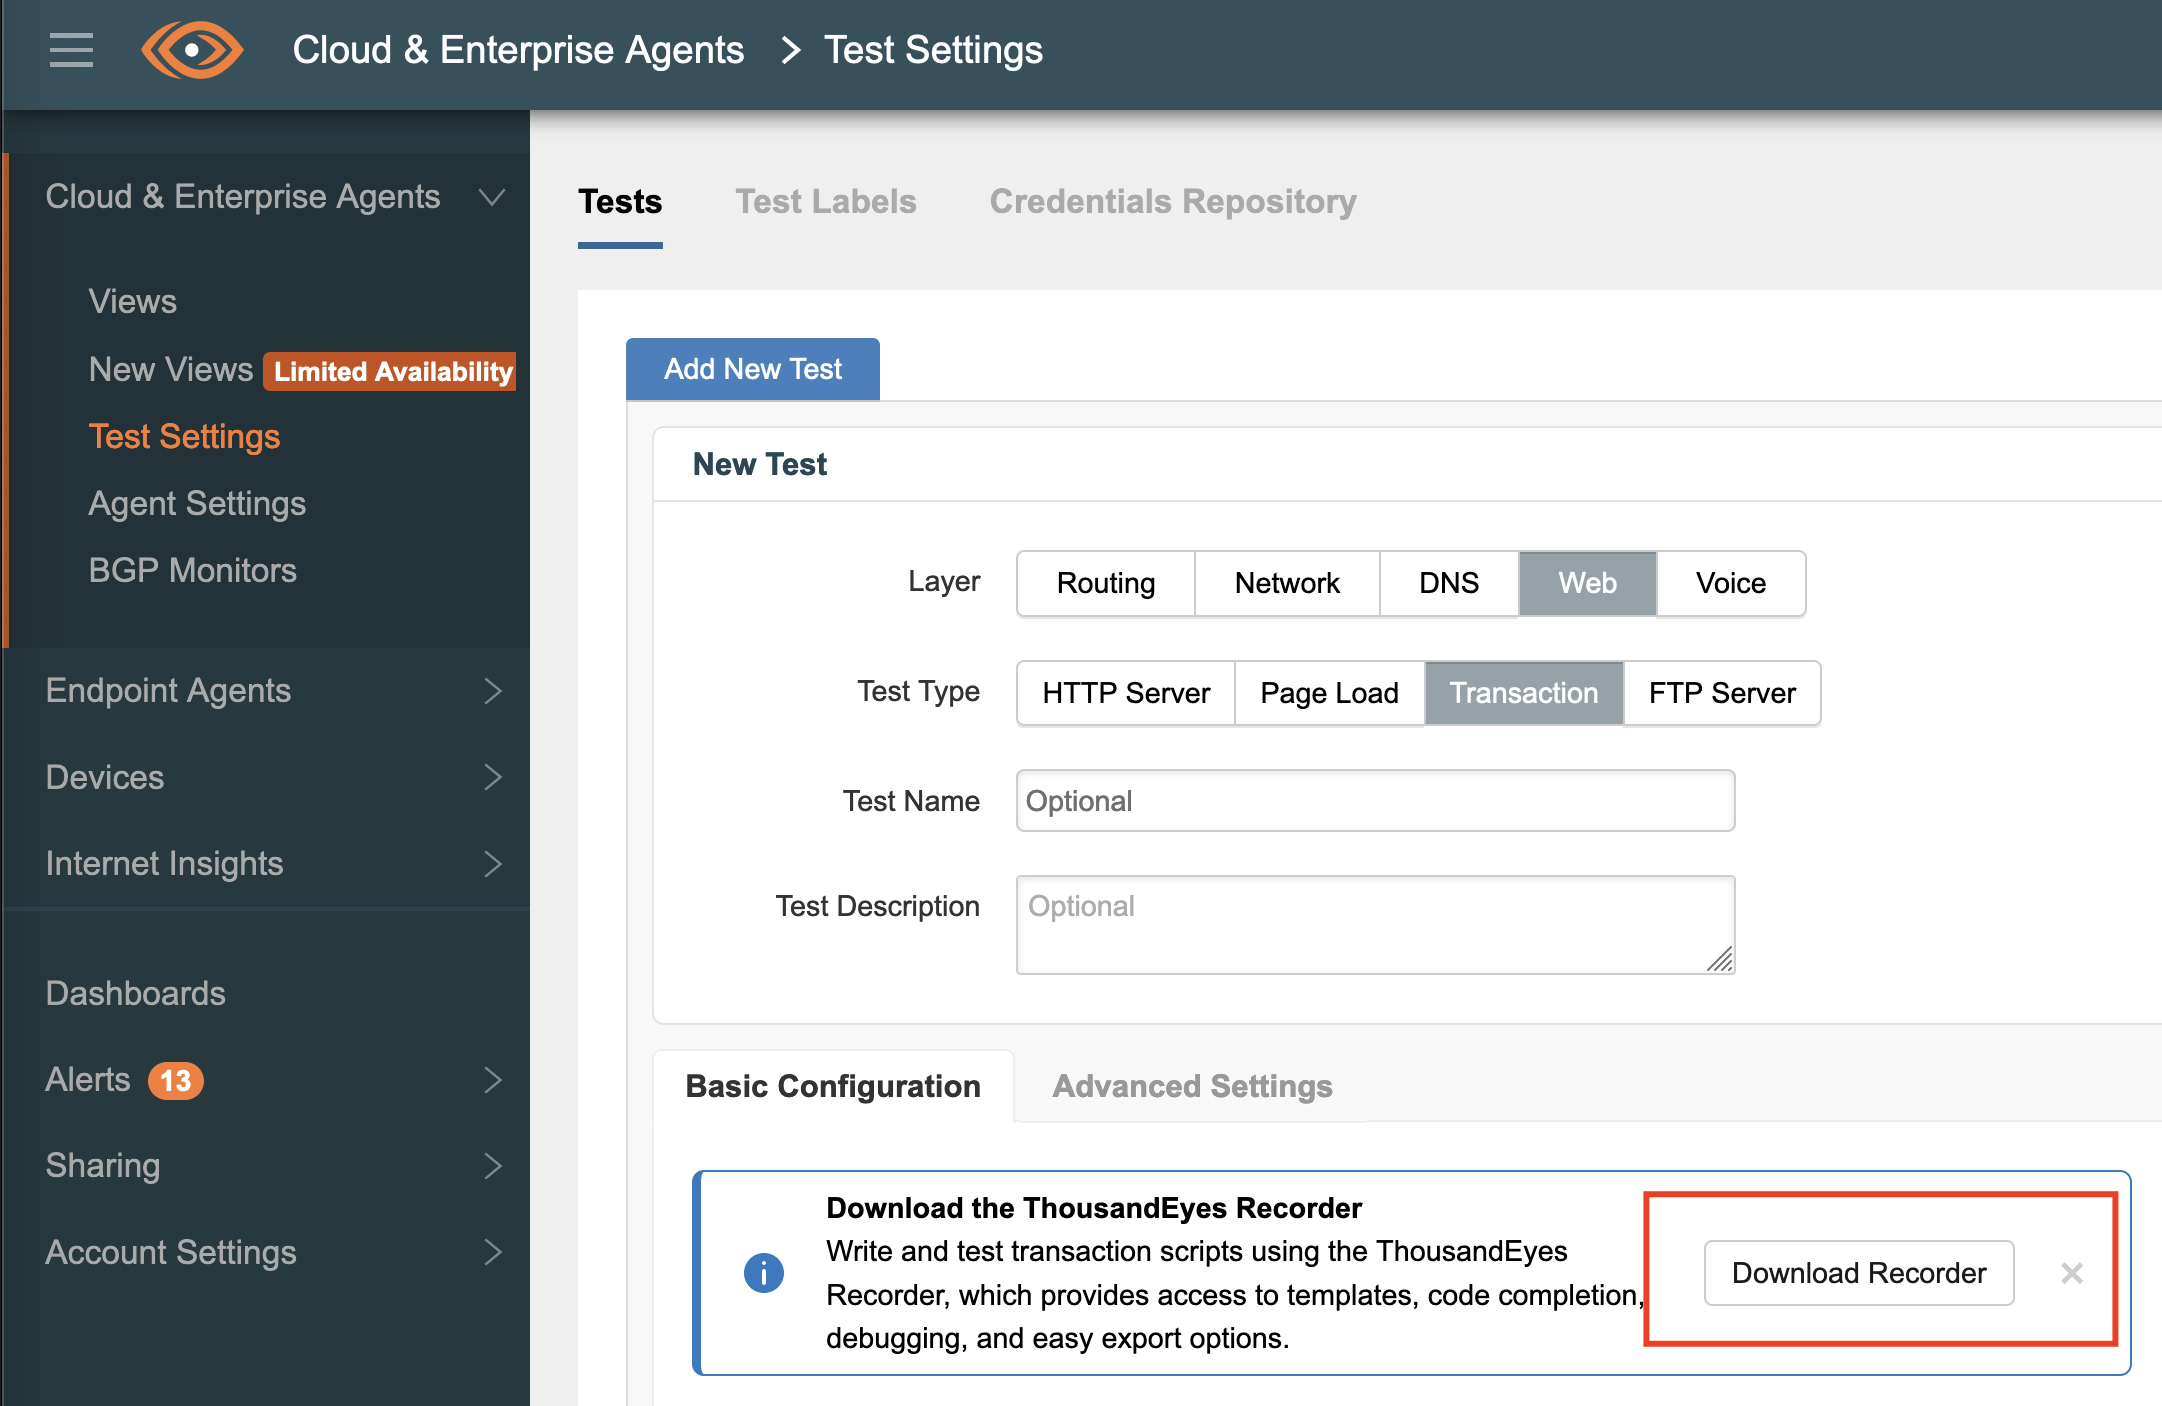 Cloud & Enterprise Agents > Test Settings
Cloud & Enterprise Agents
Views
New Views Limited Availability
Test Settings
Agent Settings
BGP Monitors
Endpoint Agents
Devices
Internet Insights
Dashboards
Alerts 13
Sharing
Account Settings
Tests Test Labels Credentials Repository
Add New Test
New Test
Layer Routing Network DNS Web Voice
Test Type HTTP Server Page Load Transaction FTP Server
Test Name Optional
Test Description Optional
Basic Configuration Advanced Settings
Download the ThousandEyes Recorder
Write and test transaction scripts using the ThousandEyes
Recorder, which provides access to templates, code completion,
debugging, and easy export options.
Download Recorder